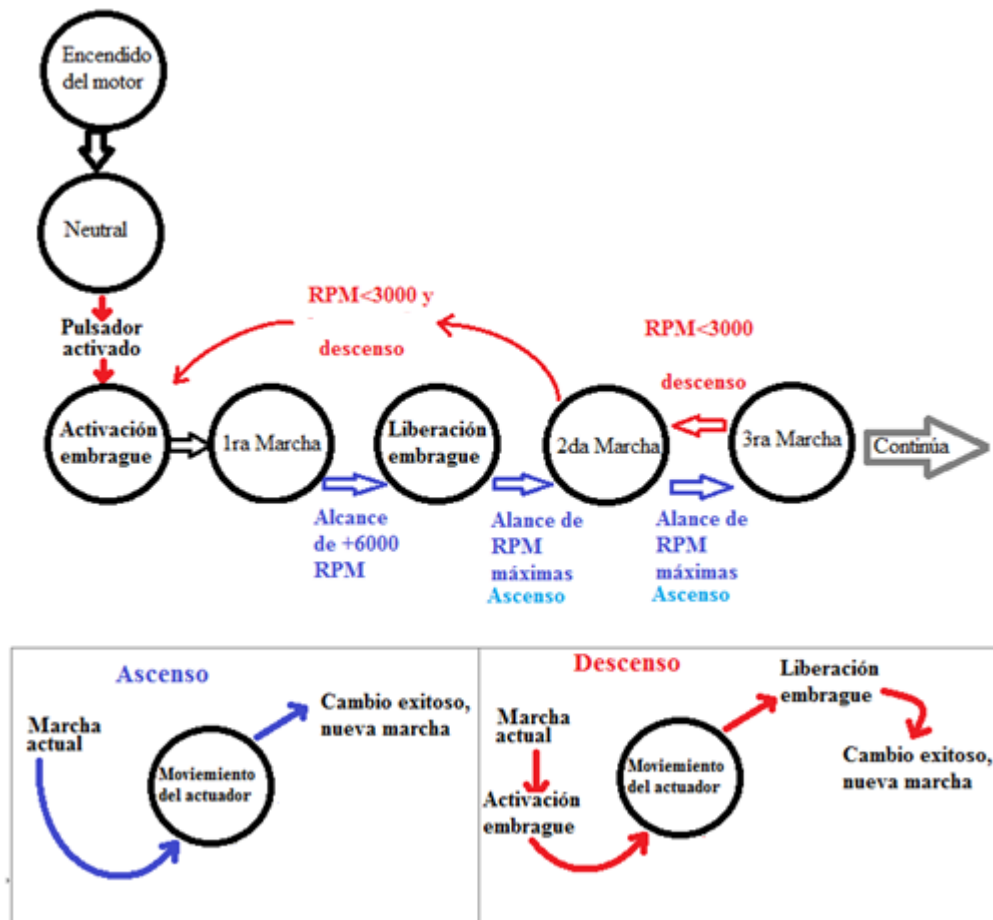 Encendido
del motor
Neutral
Pulsador
activado
RPM<3000 y
descenso
RPM<3000
descenso
Activación
embrague
1ra Marcha
Liberación
embrague
2da Marcha
3ra Marcha
Continúa
Alcance
de +6000
RPM
Alance de
RPM
máximas
Ascenso
Alance de
RPM
máximas
Ascenso
Ascenso
Marcha
actual
Moviemiento
del actuador
Cambio exitoso,
nueva marcha
Descenso
Marcha
actual
Activación
embrague
Moviemiento
del actuador
Liberación
embrague
Cambio exitoso,
nueva marcha